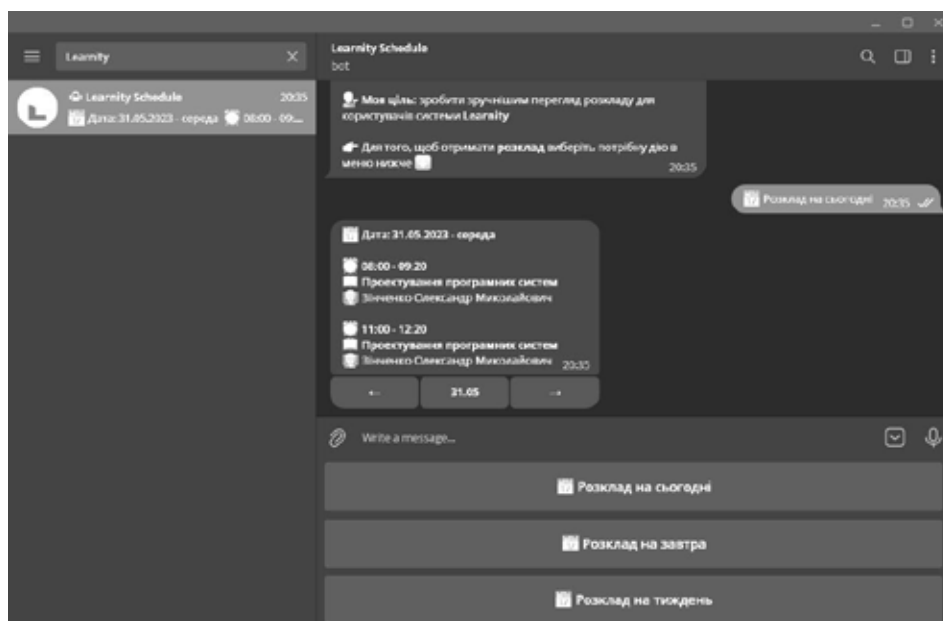 Learnity
Learnity Schedule
bot
Learnity Schedule 20:35
Дата: 31.05.2023 - середа 08:00 - 09:...
Моя ціль: зробити зручнішим перегляд розкладу для
користувачів системи Learnity
Для того, щоб отримати розклад виберіть потрібну дію в
меню нижче
20:35
Розклад на сьогодні 20:35
Дата: 31.05.2023 - середа
08:00 - 09:20
Проектування програмних систем
Зінченко Олександр Миколайович
11:00 - 12:20
Проектування програмних систем
Зінченко Олександр Миколайович 20:35
← 31.05 →
Write a message...
Розклад на сьогодні
Розклад на завтра
Розклад на тиждень